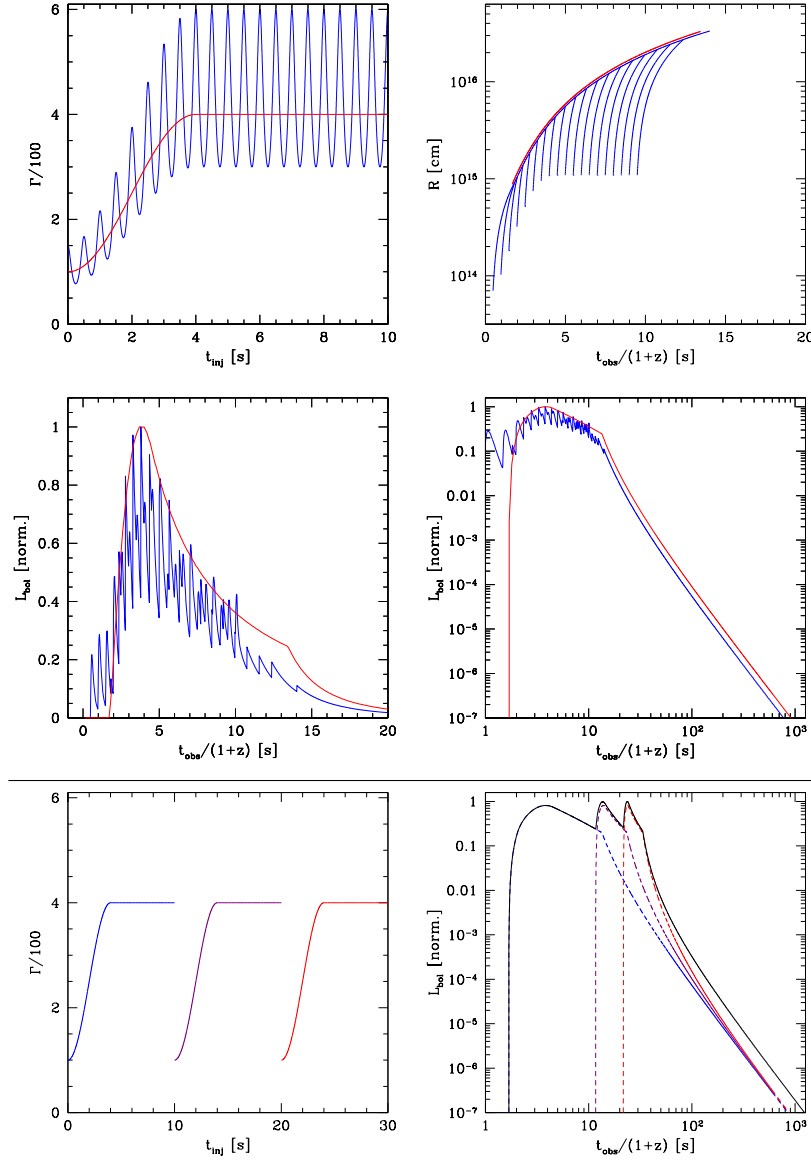 6
4
2
0
Γ/100
0 2 4 6 8 10
t_inj [s]
10^16
10^15
10^14
R [cm]
0 5 10 15 20
t_obs/(1+z) [s]
1
0.8
0.6
0.4
0.2
0
L_bol [norm.]
0 5 10 15 20
t_obs/(1+z) [s]
1
0.1
0.01
10^-3
10^-4
10^-5
10^-6
10^-7
L_bol [norm.]
1 10 10^2 10^3
t_obs/(1+z) [s]
6
4
2
0
Γ/100
0 10 20 30
t_inj [s]
1
0.1
0.01
10^-3
10^-4
10^-5
10^-6
10^-7
L_bol [norm.]
1 10 10^2 10^3
t_obs/(1+z) [s]